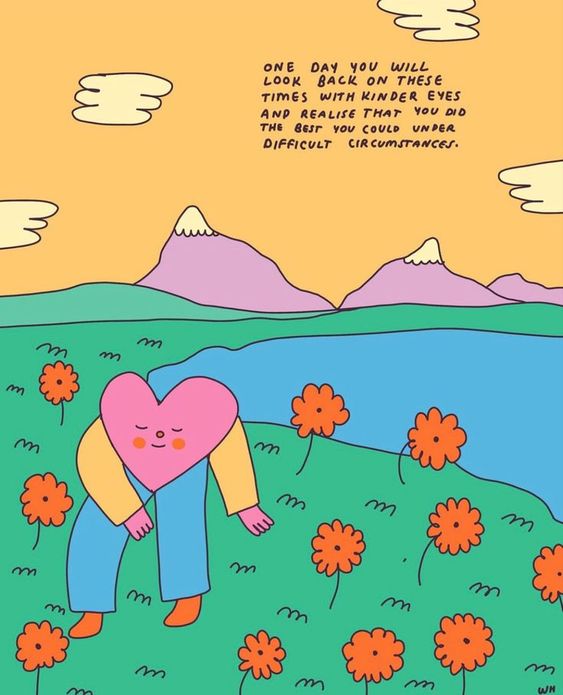 ONE DAY YOU WILL
LOOK BACK ON THESE
TIMES WITH KINDER EYES
AND REALISE THAT YOU DID
THE BEST YOU COULD UNDER
DIFFICULT CIRCUMSTANCES.
WH